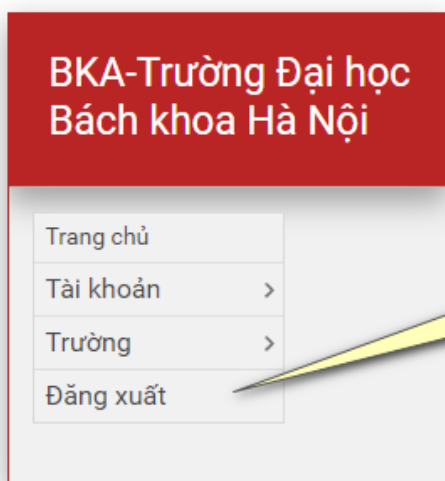 BKA-Trường Đại học
Bách khoa Hà Nội
Trang chủ
Tài khoản
Trường
Đăng xuất